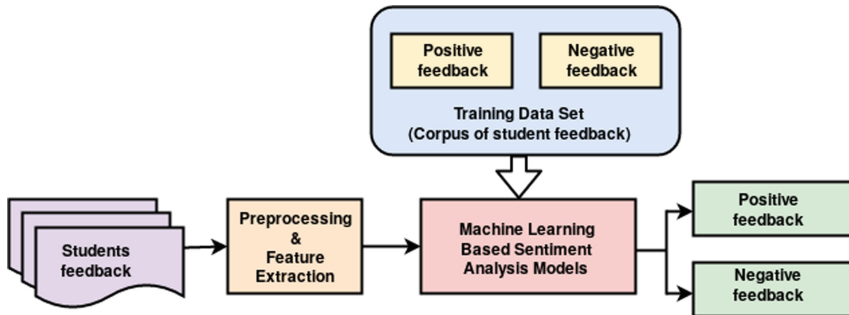 Positive
feedback
Negative
feedback
Training Data Set
(Corpus of student feedback)
Students
feedback
Preprocessing
&
Feature
Extraction
Machine Learning
Based Sentiment
Analysis Models
Positive
feedback
Negative
feedback